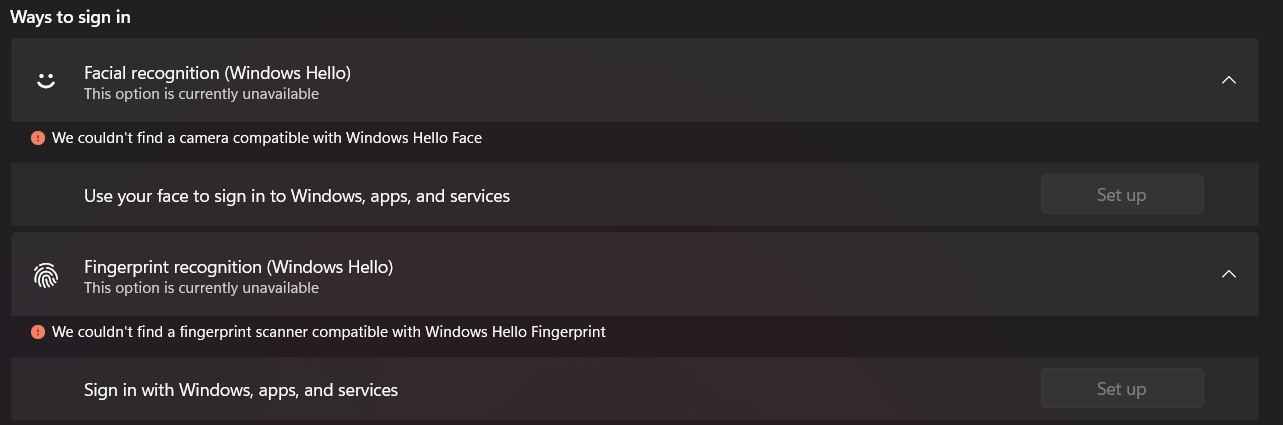 Ways to sign in
Facial recognition (Windows Hello)
This option is currently unavailable
We couldn't find a camera compatible with Windows Hello Face
Use your face to sign in to Windows, apps, and services
Set up
Fingerprint recognition (Windows Hello)
This option is currently unavailable
We couldn't find a fingerprint scanner compatible with Windows Hello Fingerprint
Sign in with Windows, apps, and services
Set up